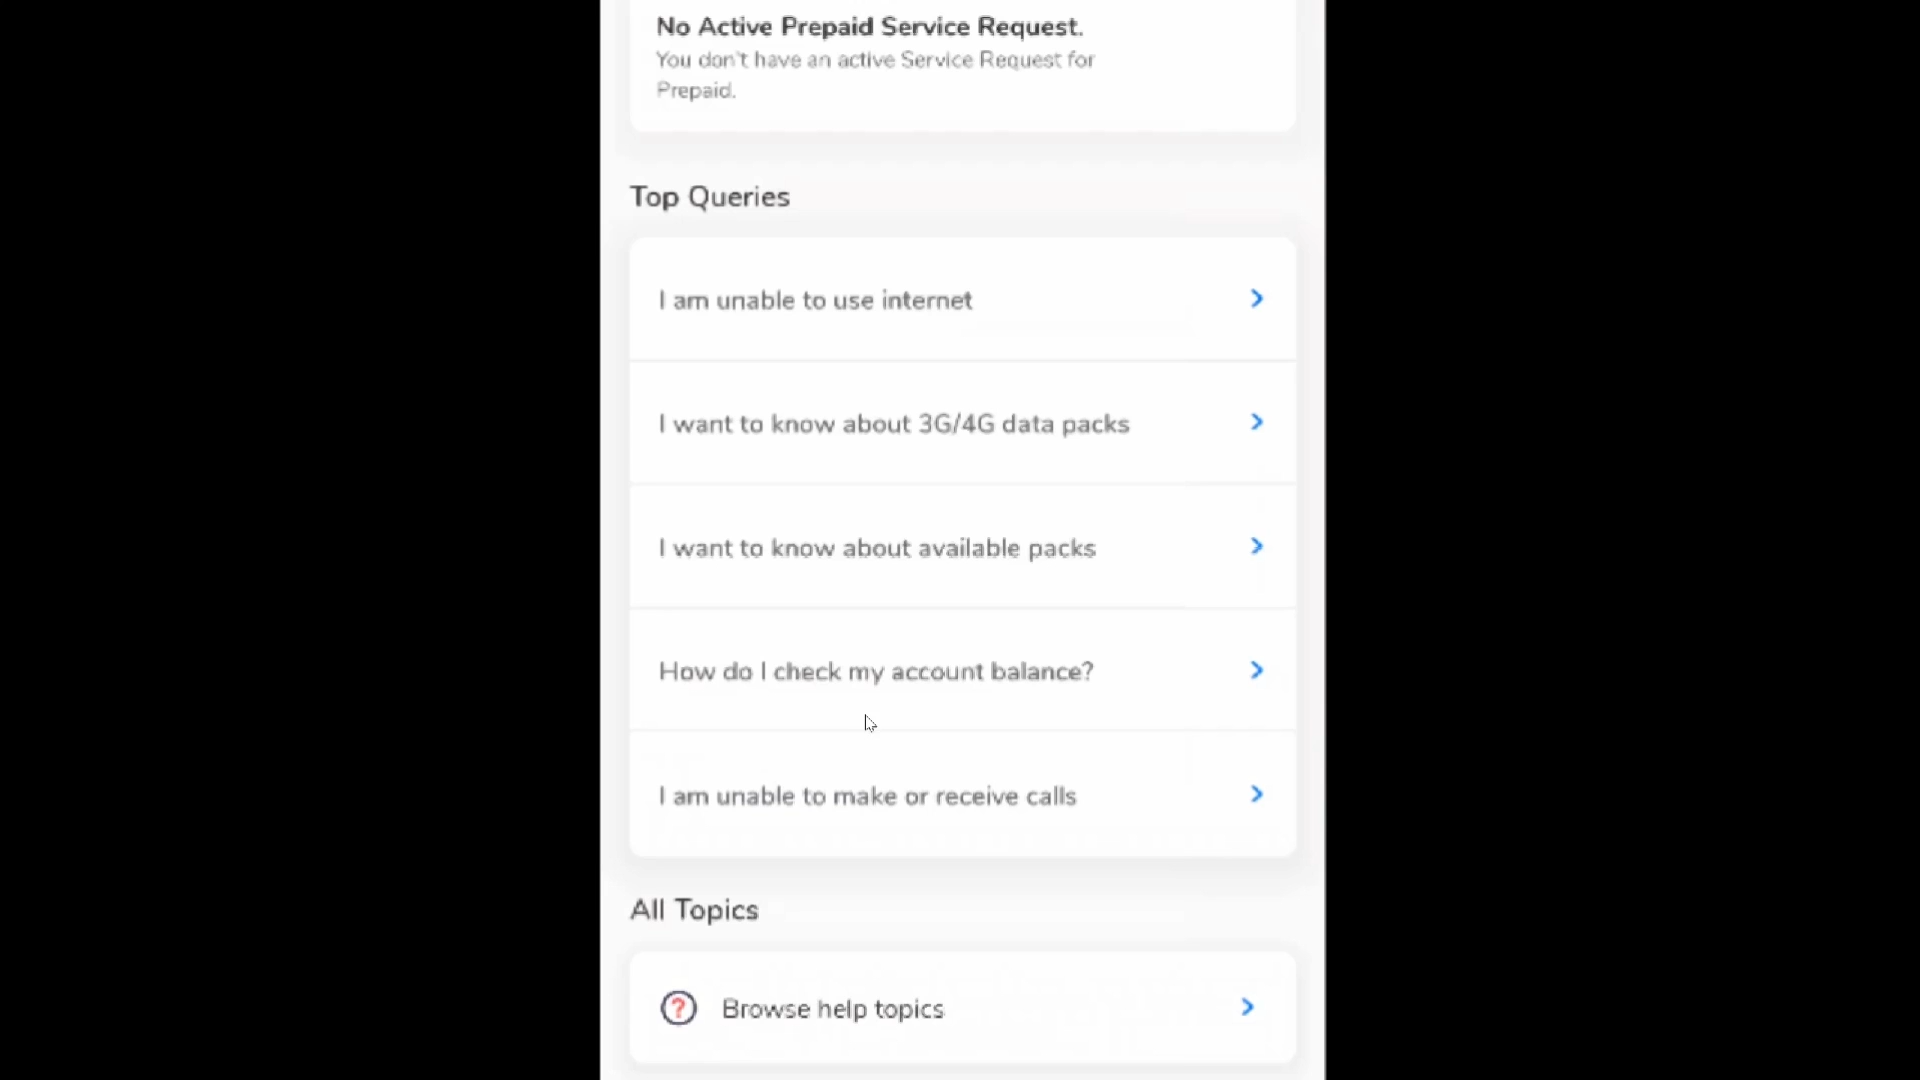 No Active Prepaid Service Request.
You don't have an active Service Request for
Prepaid.
Top Queries
I am unable to use internet
I want to know about 3G/4G data packs
I want to know about available packs
How do I check my account balance?
I am unable to make or receive calls
All Topics
? Browse help topics